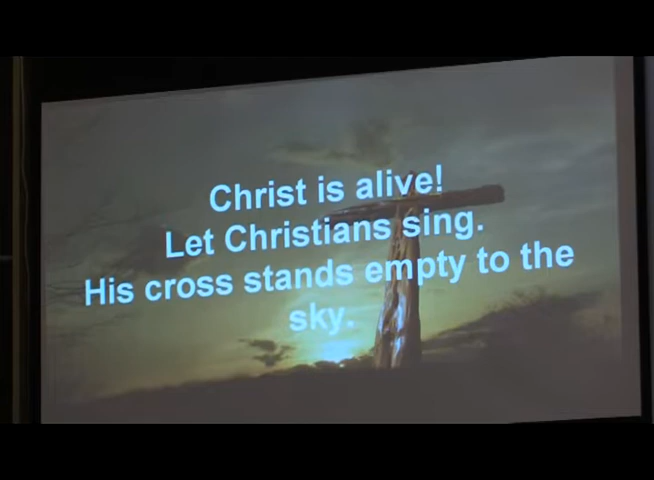 Christ is alive!
Let Christians sing.
His cross stands empty to the
sky.